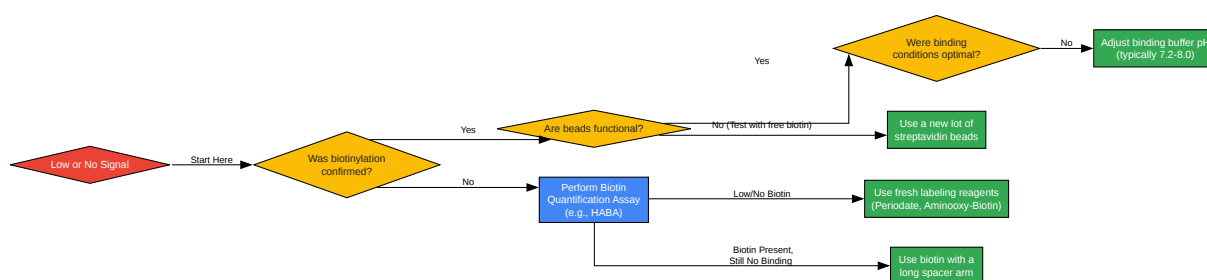 Low or No Signal
Start Here
Was biotinylation
confirmed?
Yes
Are beads functional?
Yes
Were binding
conditions optimal?
No
Adjust binding buffer pH
(typically 7.2-8.0)
No (Test with free biotin)
Use a new lot of
streptavidin beads
No
Perform Biotin
Quantification Assay
(e.g., HABA)
Low/No Biotin
Use fresh labeling reagents
(Periodate, Aminooxy-Biotin)
Biotin Present,
Still No Binding
Use biotin with a
long spacer arm